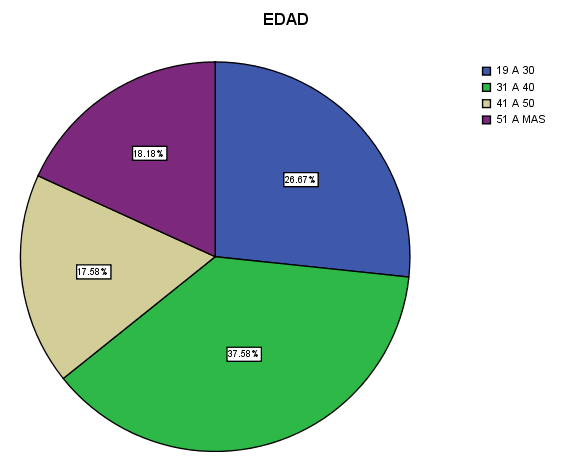 EDAD
19 A 30
31 A 40
41 A 50
51 A MAS
18.18%
26.67%
17.58%
37.58%